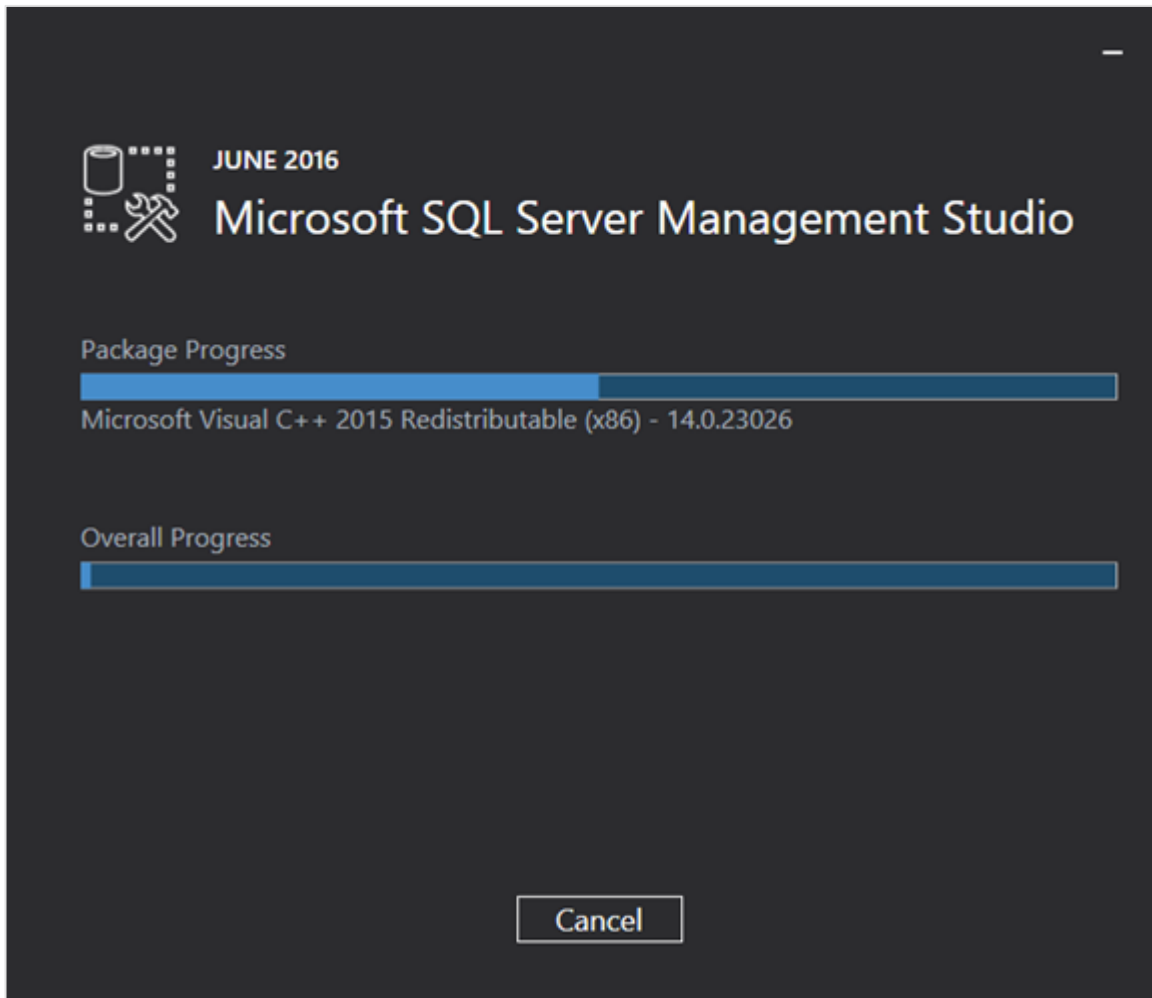 JUNE 2016
Microsoft SQL Server Management Studio
Package Progress
Microsoft Visual C++ 2015 Redistributable (x86) - 14.0.23026
Overall Progress
Cancel